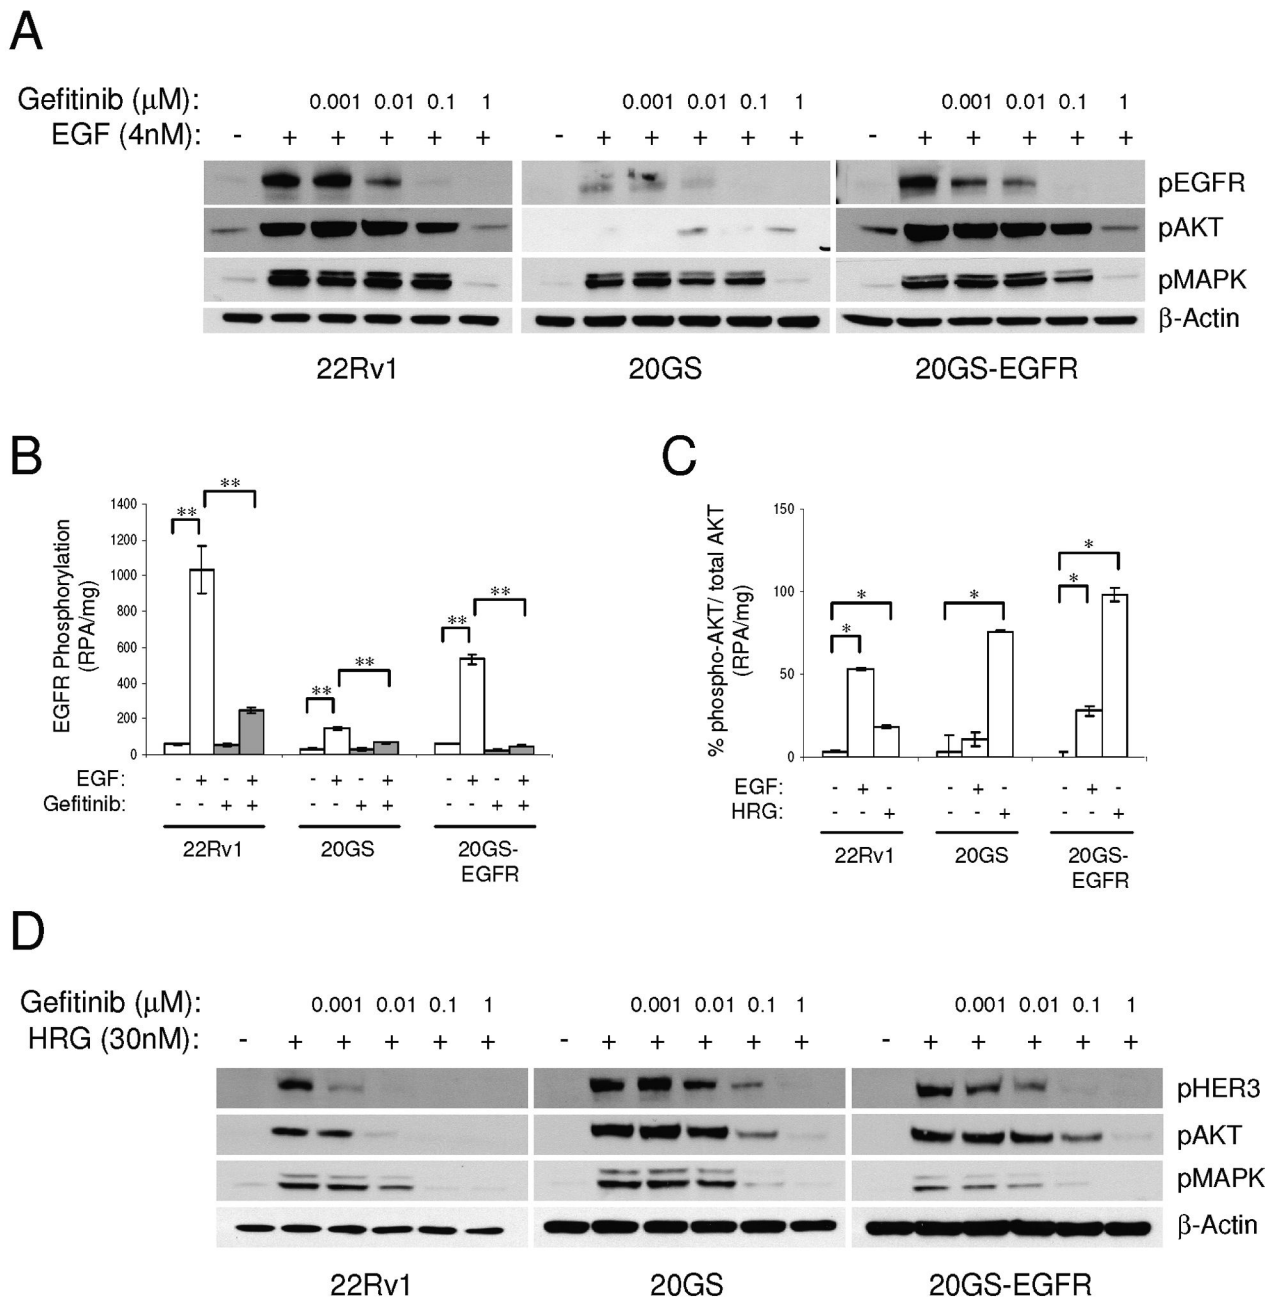 A
Gefitinib (μM): 0.001 0.01 0.1 1 0.001 0.01 0.1 1 0.001 0.01 0.1 1
EGF (4nM): - + + + + + - + + + + + - + + + + +
pEGFR
pAKT
pMAPK
β-Actin
22Rv1 20GS 20GS-EGFR
B
EGFR Phosphorylation
(RPA/mg)
1400
1200
1000
800
600
400
200
0
** ** ** ** ** **
EGF: - + - + - + - + - + - +
Gefitinib: - - + + - - + + - - + +
22Rv1 20GS 20GS-
EGFR
C
% phospho-AKT/ total AKT
(RPA/mg)
150
100
50
0
* * * * *
EGF: - + - - + - - + -
HRG: - - + - - + - - +
22Rv1 20GS 20GS-
EGFR
D
Gefitinib (μM): 0.001 0.01 0.1 1 0.001 0.01 0.1 1 0.001 0.01 0.1 1
HRG (30nM): - + + + + + - + + + + + - + + + + +
pHER3
pAKT
pMAPK
β-Actin
22Rv1 20GS 20GS-EGFR